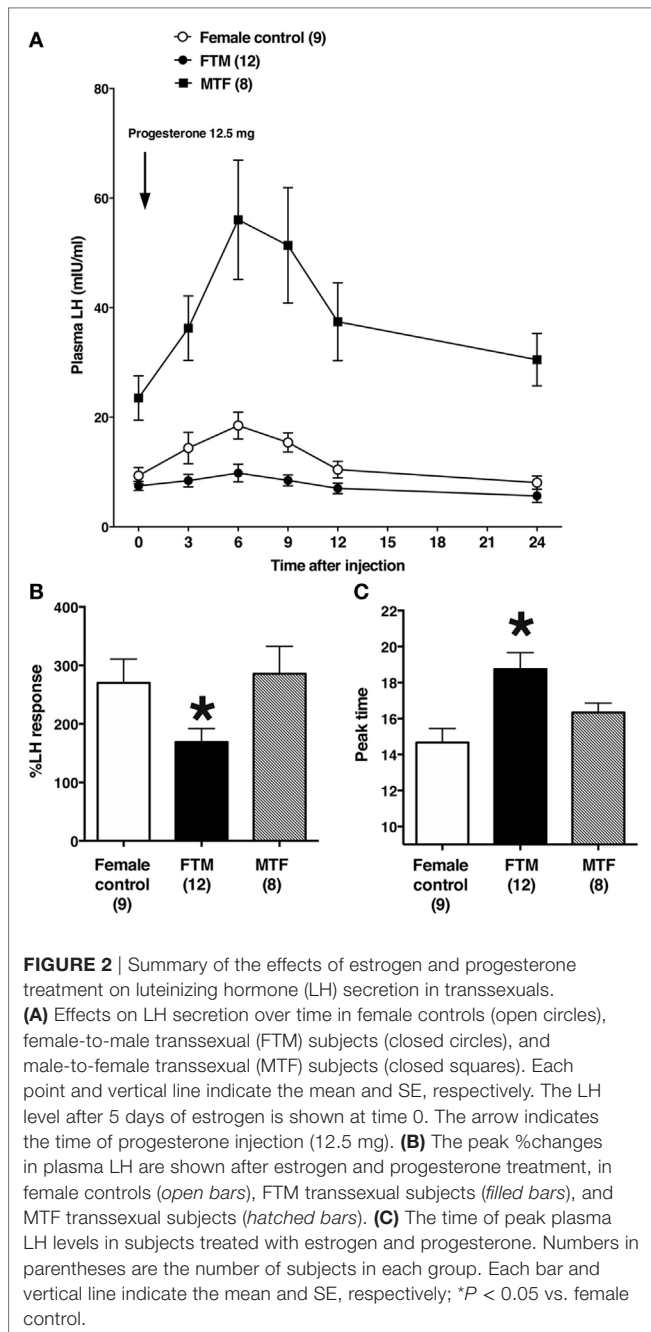 A
Female control (9)
FTM (12)
MTF (8)
80
60
40
20
0
Plasma LH (mIU/ml)
Progesterone 12.5 mg
0 3 6 9 12 15 18 21 24
Time after injection
B
400
300
200
100
0
%LH response
*
Female control (9)
FTM (12)
MTF (8)
C
22
20
18
16
14
12
10
Peak time
*
Female control (9)
FTM (12)
MTF (8)
FIGURE 2 | Summary of the effects of estrogen and progesterone
treatment on luteinizing hormone (LH) secretion in transsexuals.
(A) Effects on LH secretion over time in female controls (open circles),
female-to-male transsexual (FTM) subjects (closed circles), and
male-to-female transsexual (MTF) subjects (closed squares). Each
point and vertical line indicate the mean and SE, respectively. The LH
level after 5 days of estrogen is shown at time 0. The arrow indicates
the time of progesterone injection (12.5 mg). (B) The peak %changes
in plasma LH are shown after estrogen and progesterone treatment, in
female controls (open bars), FTM transsexual subjects (filled bars), and
MTF transsexual subjects (hatched bars). (C) The time of peak plasma
LH levels in subjects treated with estrogen and progesterone. Numbers in
parentheses are the number of subjects in each group. Each bar and
vertical line indicate the mean and SE, respectively; *P < 0.05 vs. female
control.